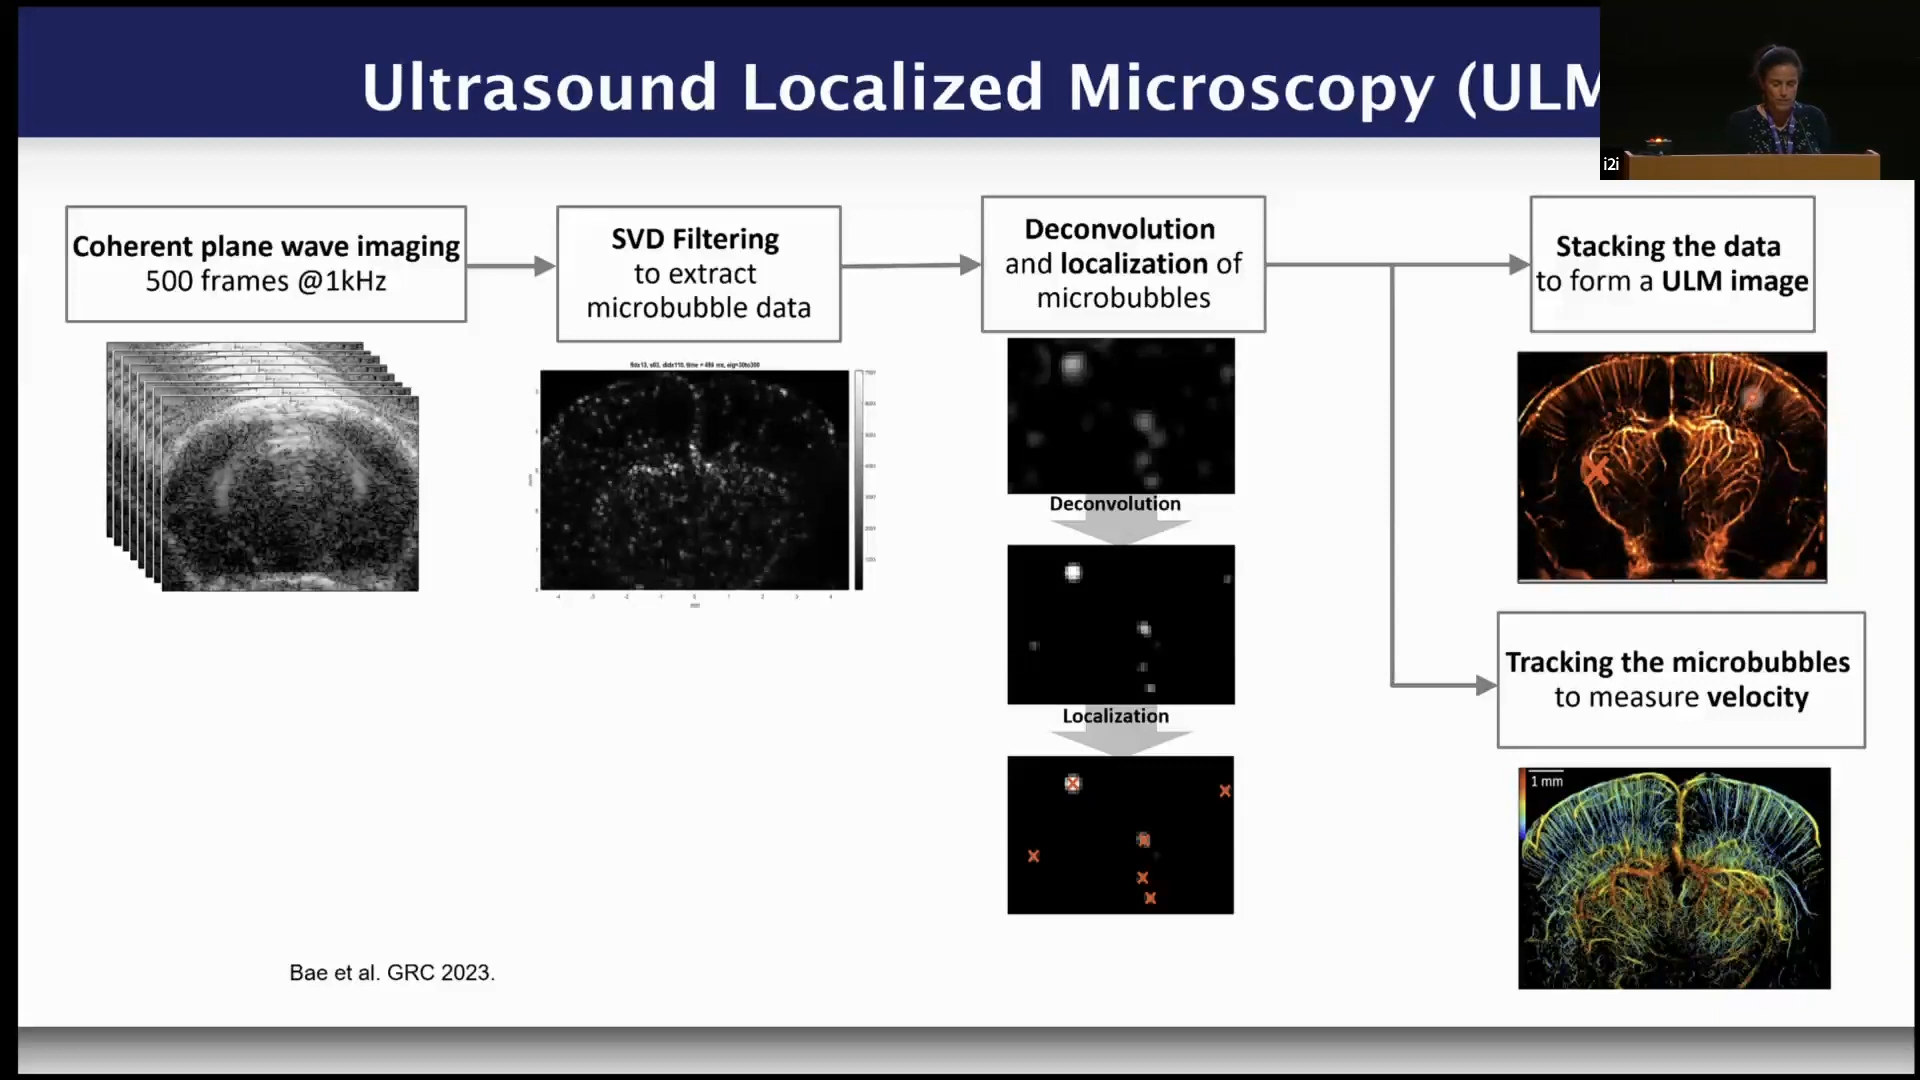 Ultrasound Localized Microscopy (ULM
i2i
Coherent plane wave imaging
500 frames @1kHz
SVD Filtering
to extract
microbubble data
Deconvolution
and localization of
microbubbles
Stacking the data
to form a ULM image
Deconvolution
Localization
Tracking the microbubbles
to measure velocity
1 mm
Bae et al. GRC 2023.